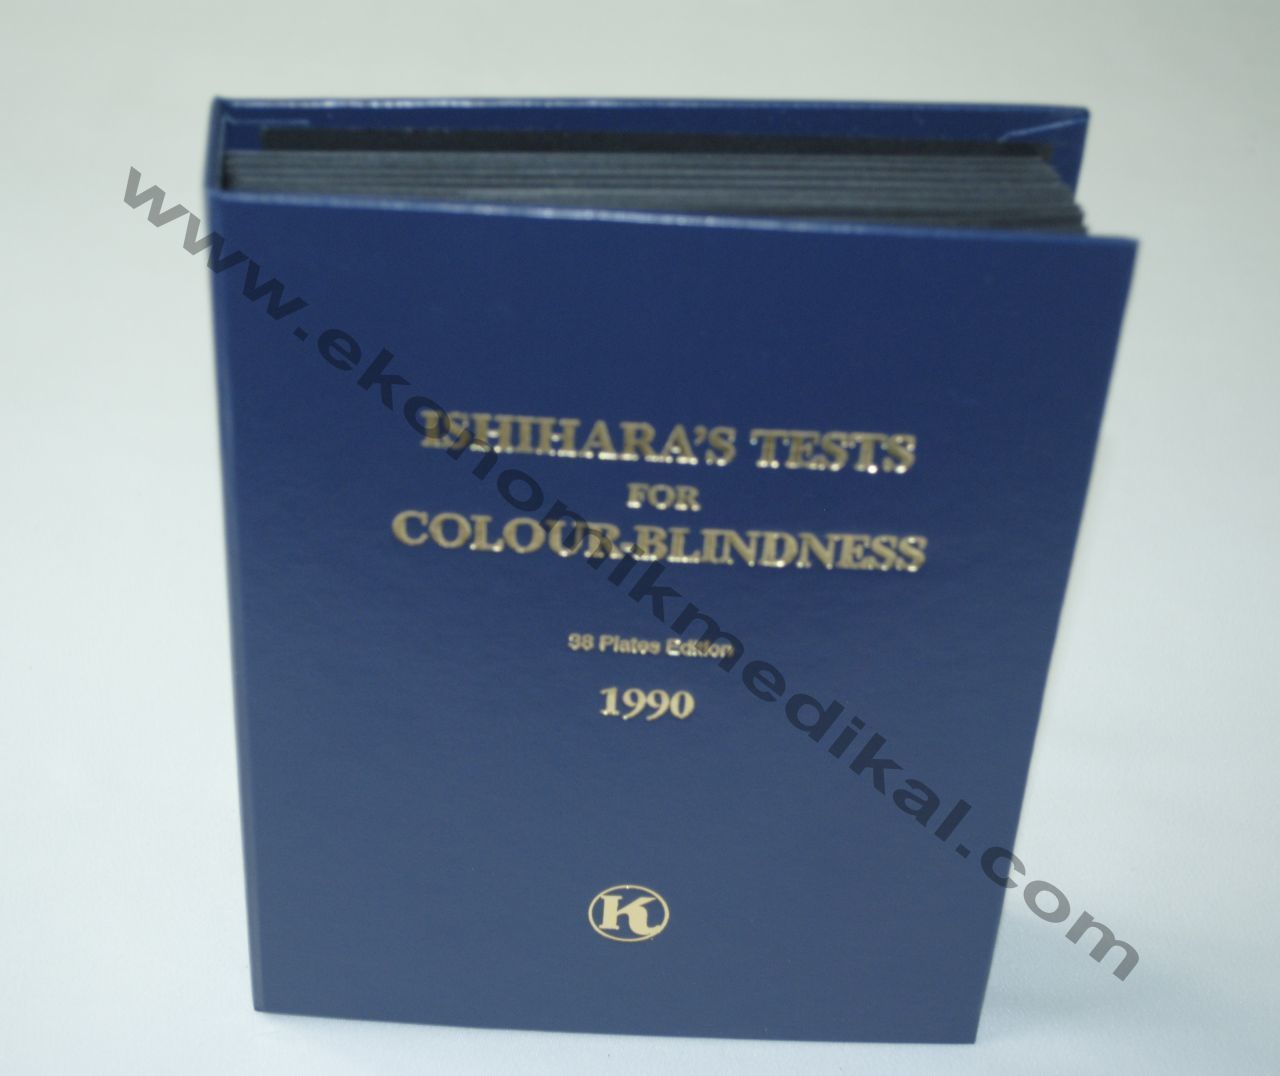 ISHIHARA'S TESTS
FOR
COLOUR-BLINDNESS
38 Plates Edition
1990
K
www.ekonomikmedikal.com